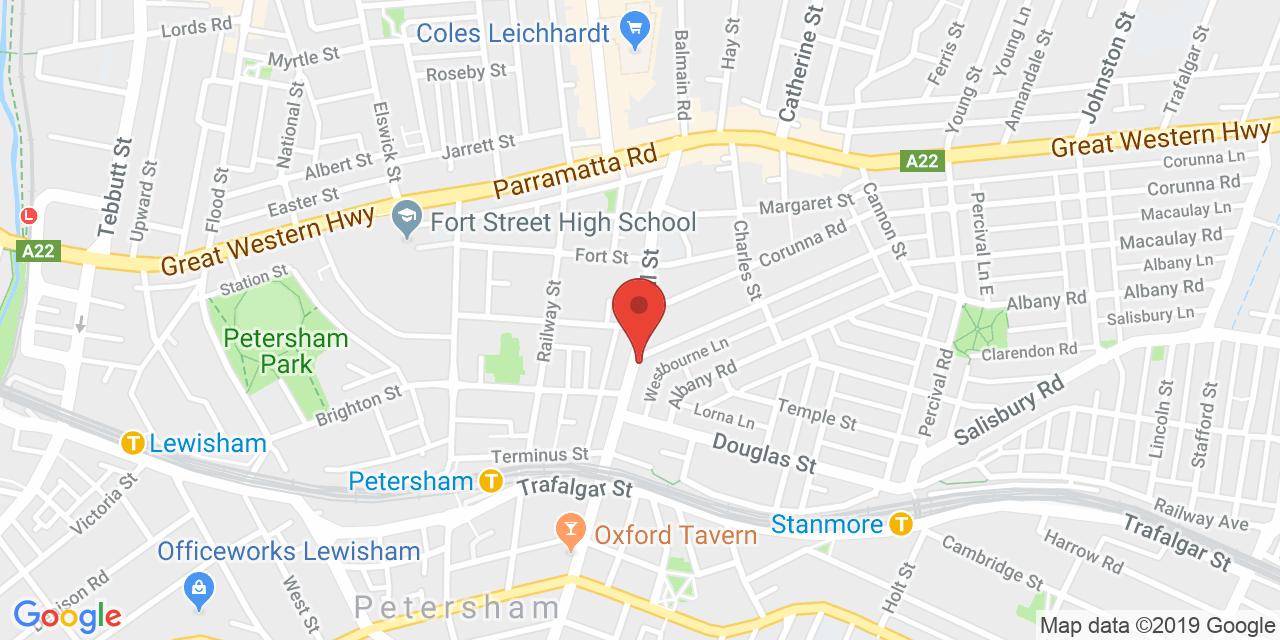 Lords Rd
Coles Leichhardt
Balmain Rd
Hay St
Catherine St
Ferris St
Young Ln
Young St
Annandale St
Johnston St
Trafalgar St
Myrtle St
Roseby St
National St
Elswick St
Jarrett St
Albert St
Easter St
Tebbutt St
Upward St
Flood St
Parramatta Rd
A22
Great Western Hwy
Corunna Ln
Corunna Rd
Macaulay Ln
Macaulay Rd
Albany Ln
Albany Rd
Albany Rd
Salisbury Ln
L
A22
Great Western Hwy
Fort Street High School
Margaret St
Cannon St
Percival Ln E
Charles St
Corunna Rd
Fort St
St
Station St
Petersham
Park
Railway St
Westbourne Ln
Albany Rd
Clarendon Rd
Percival Rd
Salisbury Rd
Lincoln St
Stafford St
Brighton St
Lorna Ln
Temple St
Douglas St
T
Lewisham
Terminus St
Petersham
T
Trafalgar St
Stanmore
T
Railway Ave
Trafalgar St
Victoria St
Oxford Tavern
Officeworks Lewisham
Cambridge St
Harrow Rd
Holt St
ison Rd
West St
Petersham
Google
Map data ©2019 Google